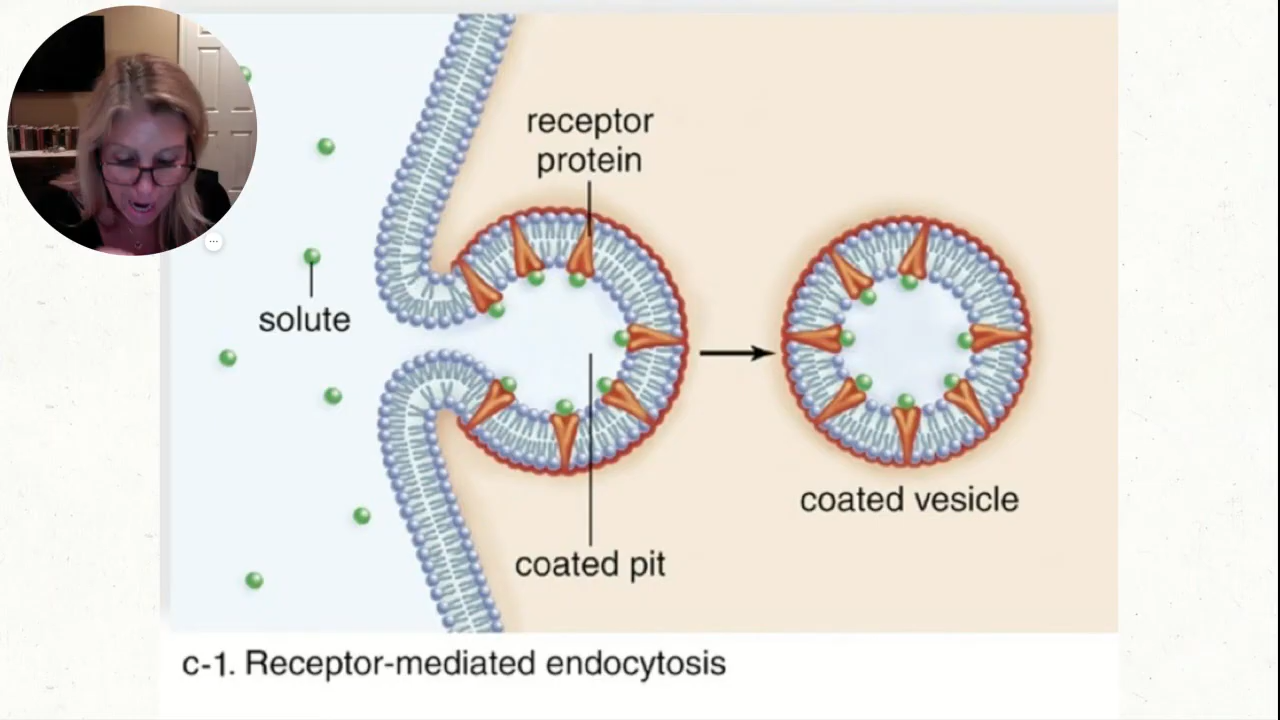 receptor
protein
solute
coated vesicle
coated pit
c-1. Receptor-mediated endocytosis